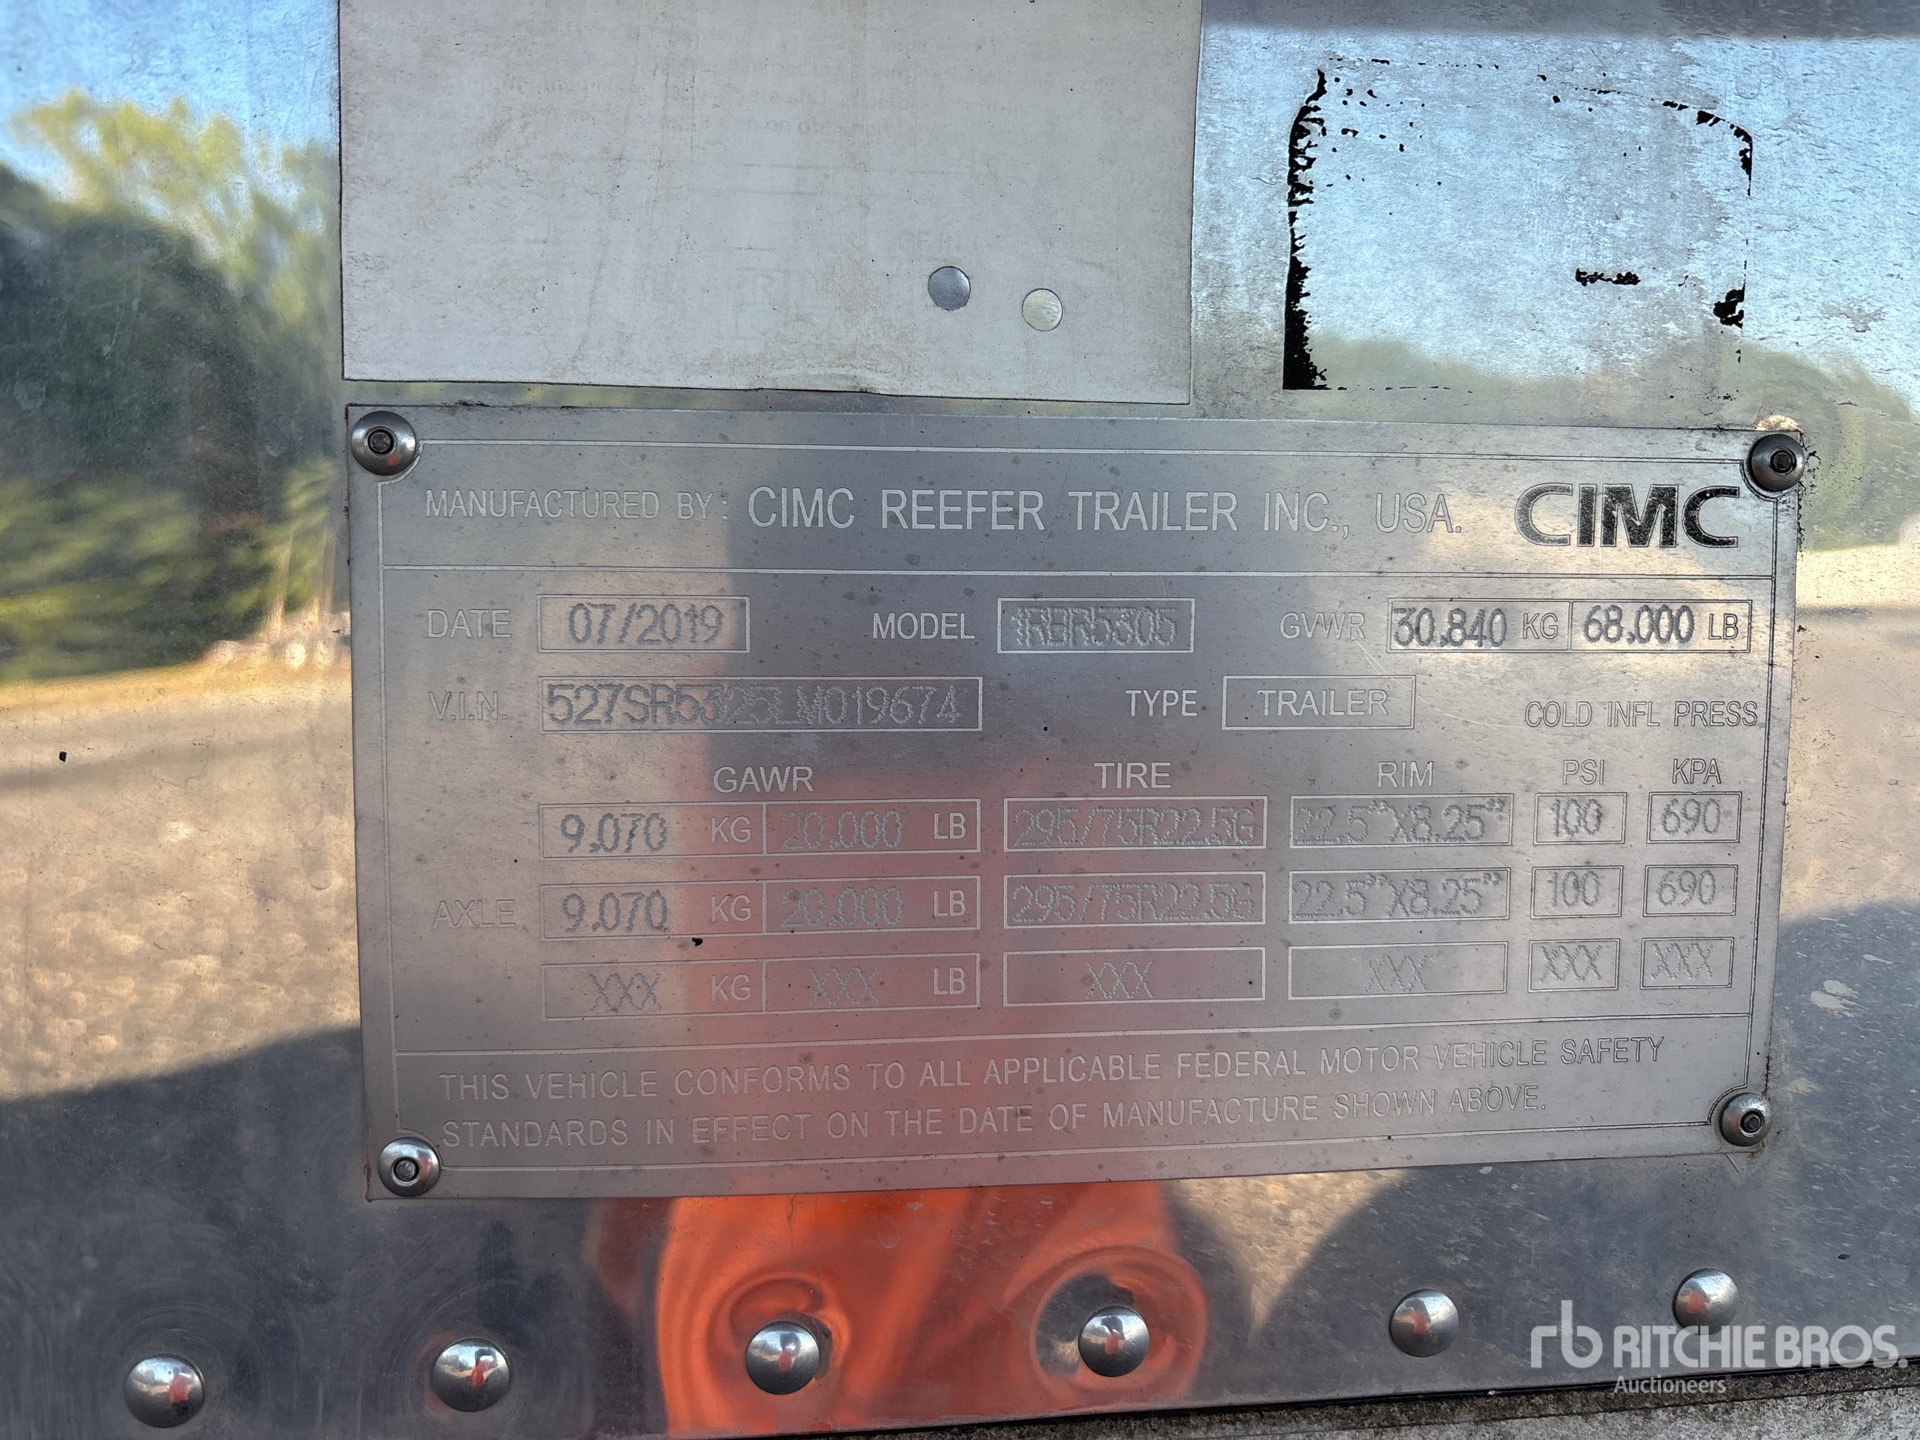 MANUFACTURED BY: CIMC REEFER TRAILER INC., USA. CIMC
DATE 07/2019 MODEL 1RBR5305 GVWR 30,840 KG 68,000 LB
V.I.N. 527SR5325LM019674 TYPE TRAILER COLD INFL PRESS
GAWR TIRE RIM PSI KPA
9,070 KG 20,000 LB 295/75R22.5G 22.5"X8.25" 100 690
AXLE 9,070 KG 20,000 LB 295/75R22.5G 22.5"X8.25" 100 690
XXX KG XXX LB XXX XXX XXX XXX
THIS VEHICLE CONFORMS TO ALL APPLICABLE FEDERAL MOTOR VEHICLE SAFETY
STANDARDS IN EFFECT ON THE DATE OF MANUFACTURE SHOWN ABOVE.
rb RITCHIE BROS.
Auctioneers